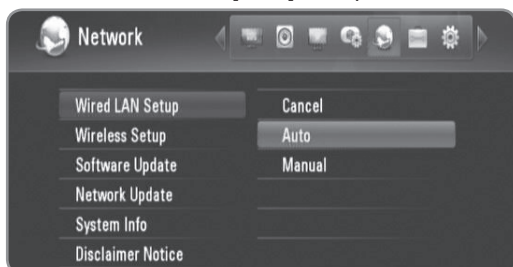 Network
Wired LAN Setup
Cancel
Wireless Setup
Auto
Software Update
Manual
Network Update
System Info
Disclaimer Notice